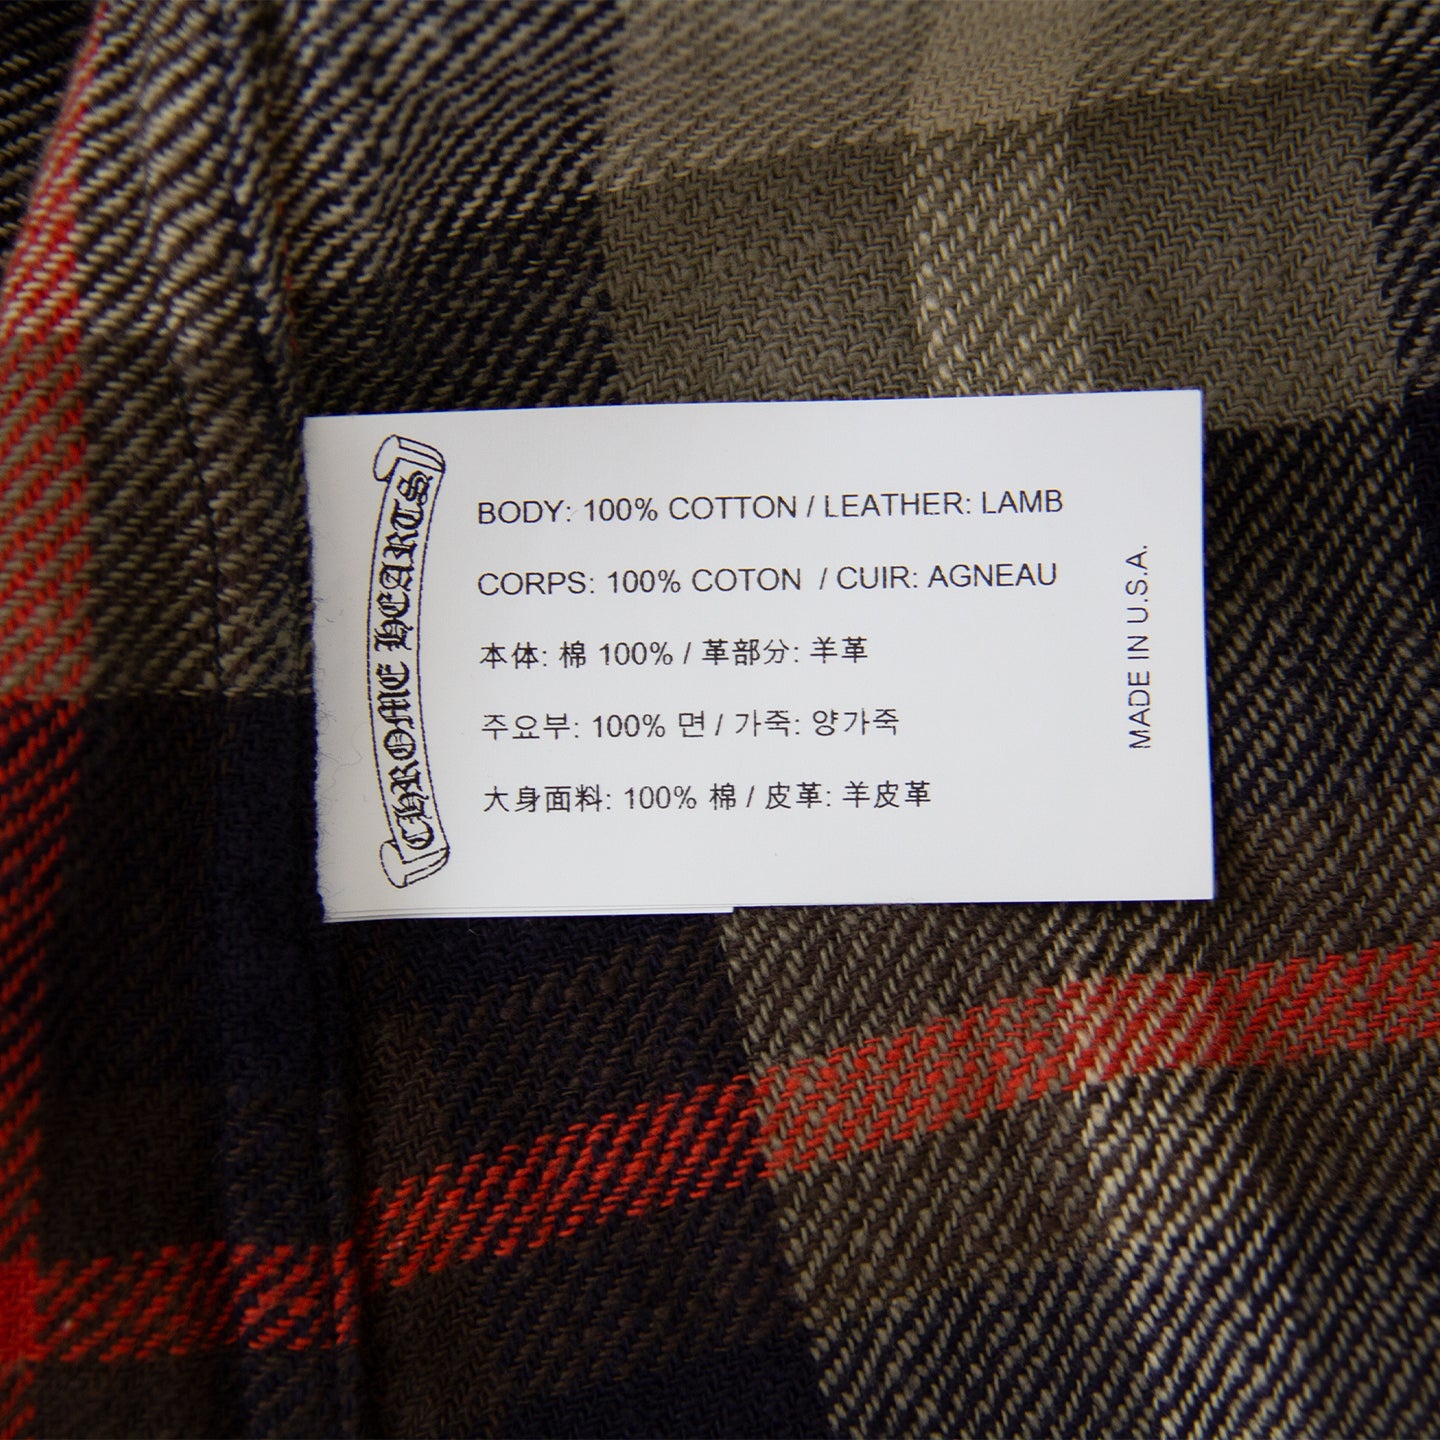 CHROME HEARTS
BODY: 100% COTTON / LEATHER: LAMB
CORPS: 100% COTON / CUIR: AGNEAU
本体: 棉 100% / 革部分: 羊革
주요부: 100% 면 / 가죽: 양가죽
大身面料: 100% 棉 / 皮革: 羊皮革
MADE IN U.S.A.